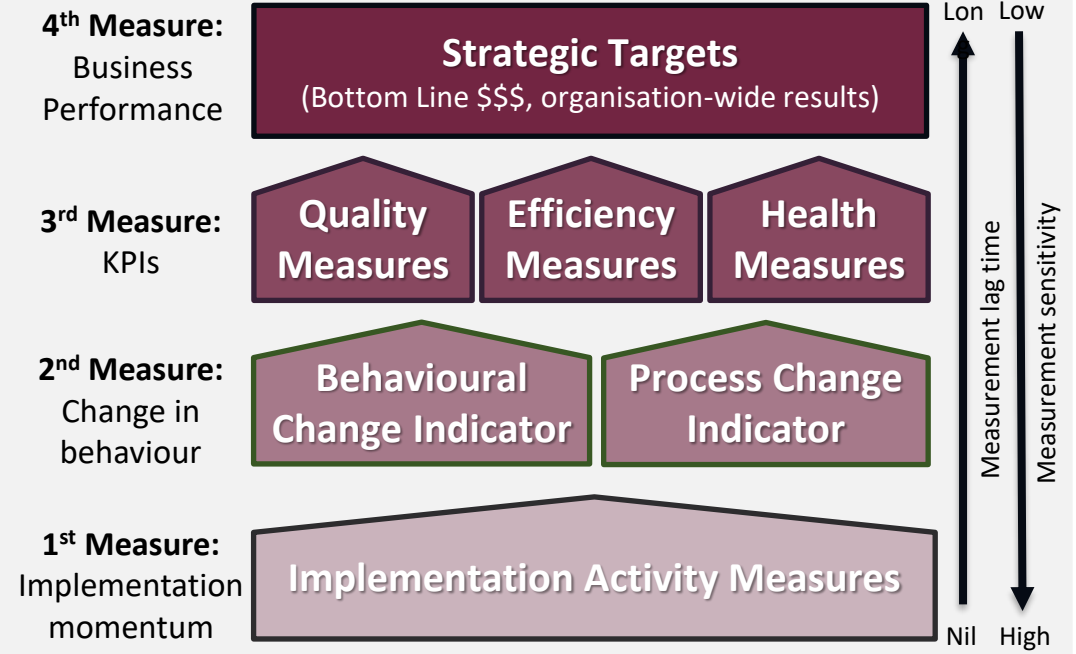 4th Measure:
Business
Performance
Strategic Targets
(Bottom Line $$$, organisation-wide results)
Lon
Low
3rd Measure:
KPIs
Quality
Measures
Efficiency
Measures
Health
Measures
2nd Measure:
Change in
behaviour
Behavioural
Change Indicator
Process Change
Indicator
Measurement lag time
Measurement sensitivity
1st Measure:
Implementation
momentum
Implementation Activity Measures
Nil
High